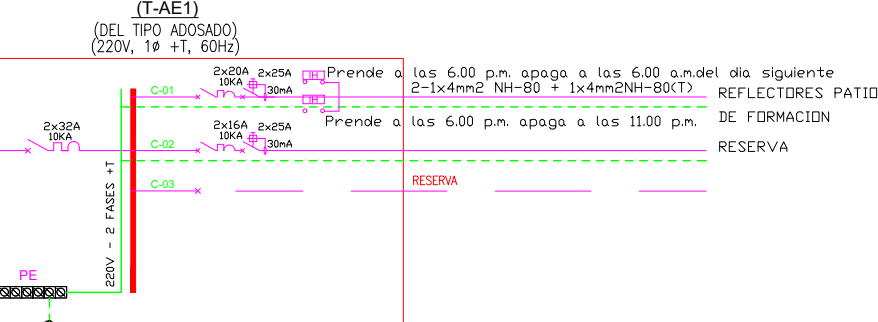 (T-AE1)
(DEL TIPO ADOSADO)
(220V, 1Ø +T, 60Hz)
C-01
2x20A
10KA
2x25A
30mA
H
Prende a las 6.00 p.m. apaga a las 6.00 a.m.del dia siguiente
2-1x4mm2 NH-80 + 1x4mm2NH-80(T)
REFLECTORES PATIO
DE FORMACION
H
Prende a las 6.00 p.m. apaga a las 11.00 p.m.
2x32A
10KA
C-02
2x16A
10KA
2x25A
30mA
RESERVA
C-03
RESERVA
220V - 2 FASES +T
PE